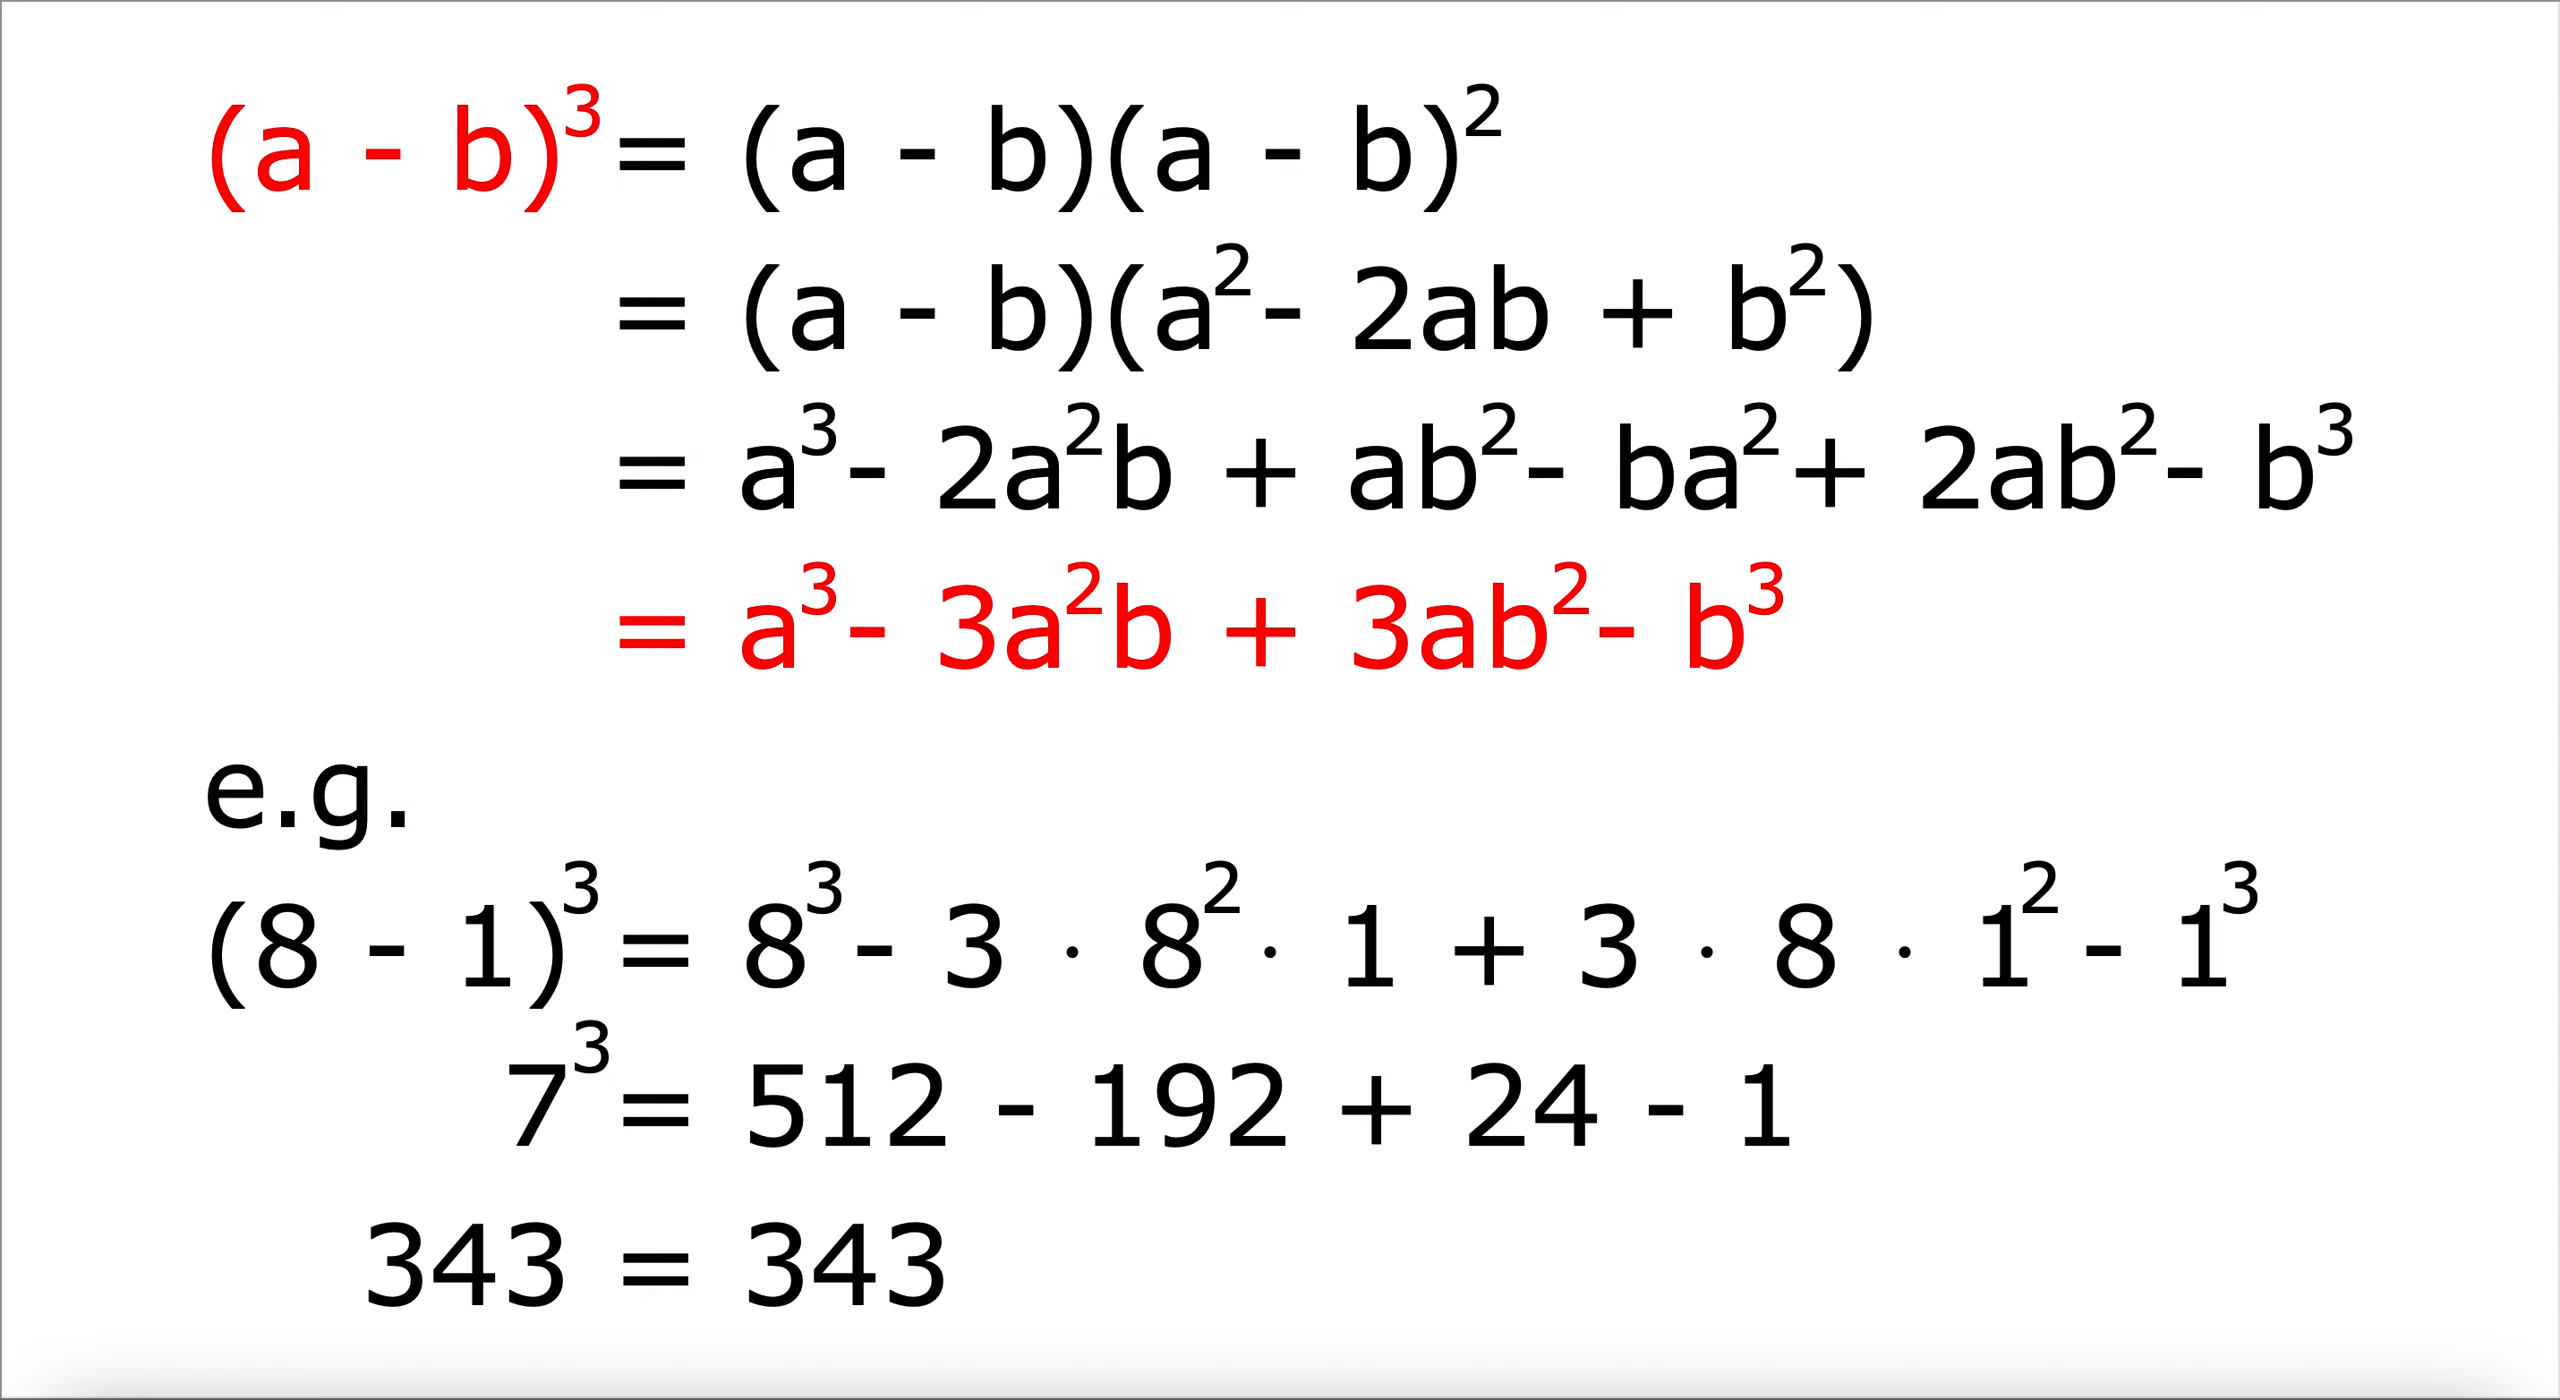 (a - b)³ = (a - b)(a - b)²
= (a - b)(a² - 2ab + b²)
= a³ - 2a²b + ab² - ba² + 2ab² - b³
= a³ - 3a²b + 3ab² - b³
e.g.
(8 - 1)³ = 8³ - 3 · 8² · 1 + 3 · 8 · 1² - 1³
7³ = 512 - 192 + 24 - 1
343 = 343